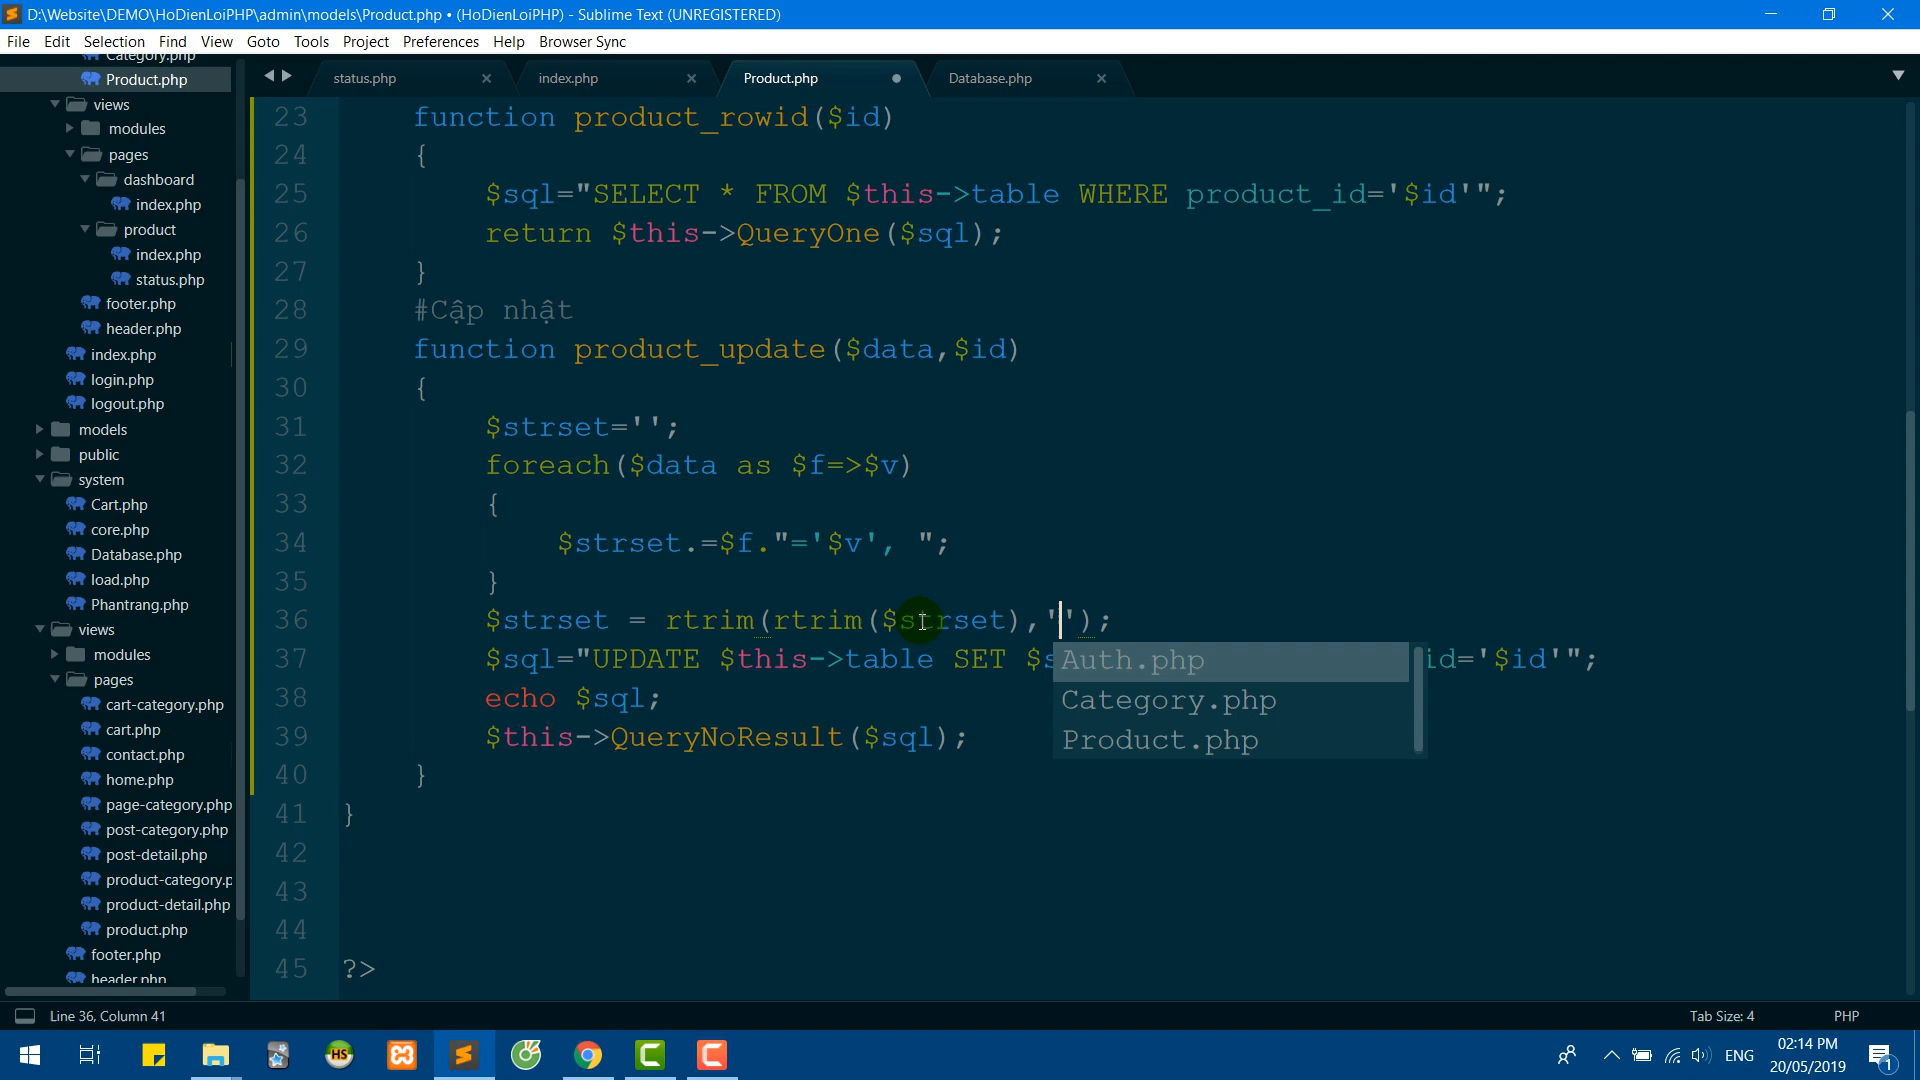 D:\Website\DEMO\HoDienLoiPHP\admin\models\Product.php • (HoDienLoiPHP) - Sublime Text (UNREGISTERED)
File Edit Selection Find View Goto Tools Project Preferences Help Browser Sync
Category.php
Product.php
views
modules
pages
dashboard
index.php
product
index.php
status.php
footer.php
header.php
index.php
login.php
logout.php
models
public
system
Cart.php
core.php
Database.php
load.php
Phantrang.php
views
modules
pages
cart-category.php
cart.php
contact.php
home.php
page-category.php
post-category.php
post-detail.php
product-category.p
product-detail.php
product.php
footer.php
header.php
status.php index.php Product.php Database.php
23 function product_rowid($id)
24 {
25 $sql="SELECT * FROM $this->table WHERE product_id='$id'";
26 return $this->QueryOne($sql);
27 }
28 #Cập nhật
29 function product_update($data,$id)
30 {
31 $strset='';
32 foreach($data as $f=>$v)
33 {
34 $strset.=$f."='$v', ";
35 }
36 $strset = rtrim(rtrim($strset),'');
37 $sql="UPDATE $this->table SET $s id='$id'";
38 echo $sql;
39 $this->QueryNoResult($sql);
40 }
41 }
42
43
44
45 ?>
Auth.php
Category.php
Product.php
Line 36, Column 41
Tab Size: 4 PHP
HS
ENG
02:14 PM
20/05/2019
1